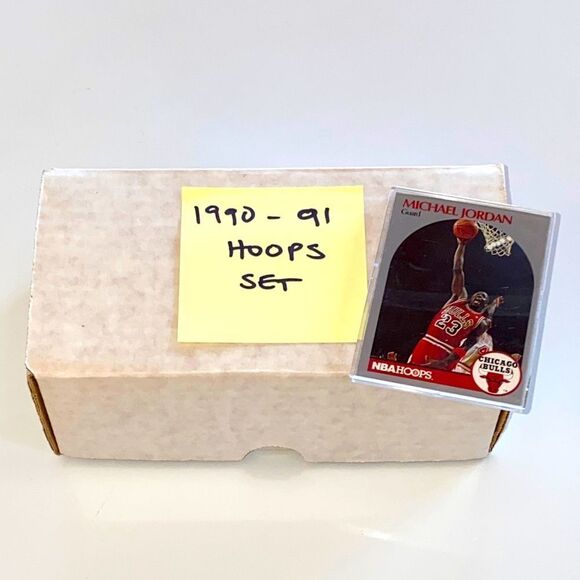 1990-91
HOOPS
SET
MICHAEL JORDAN
Guard
BULLS
23
NBA HOOPS
CHICAGO
BULLS